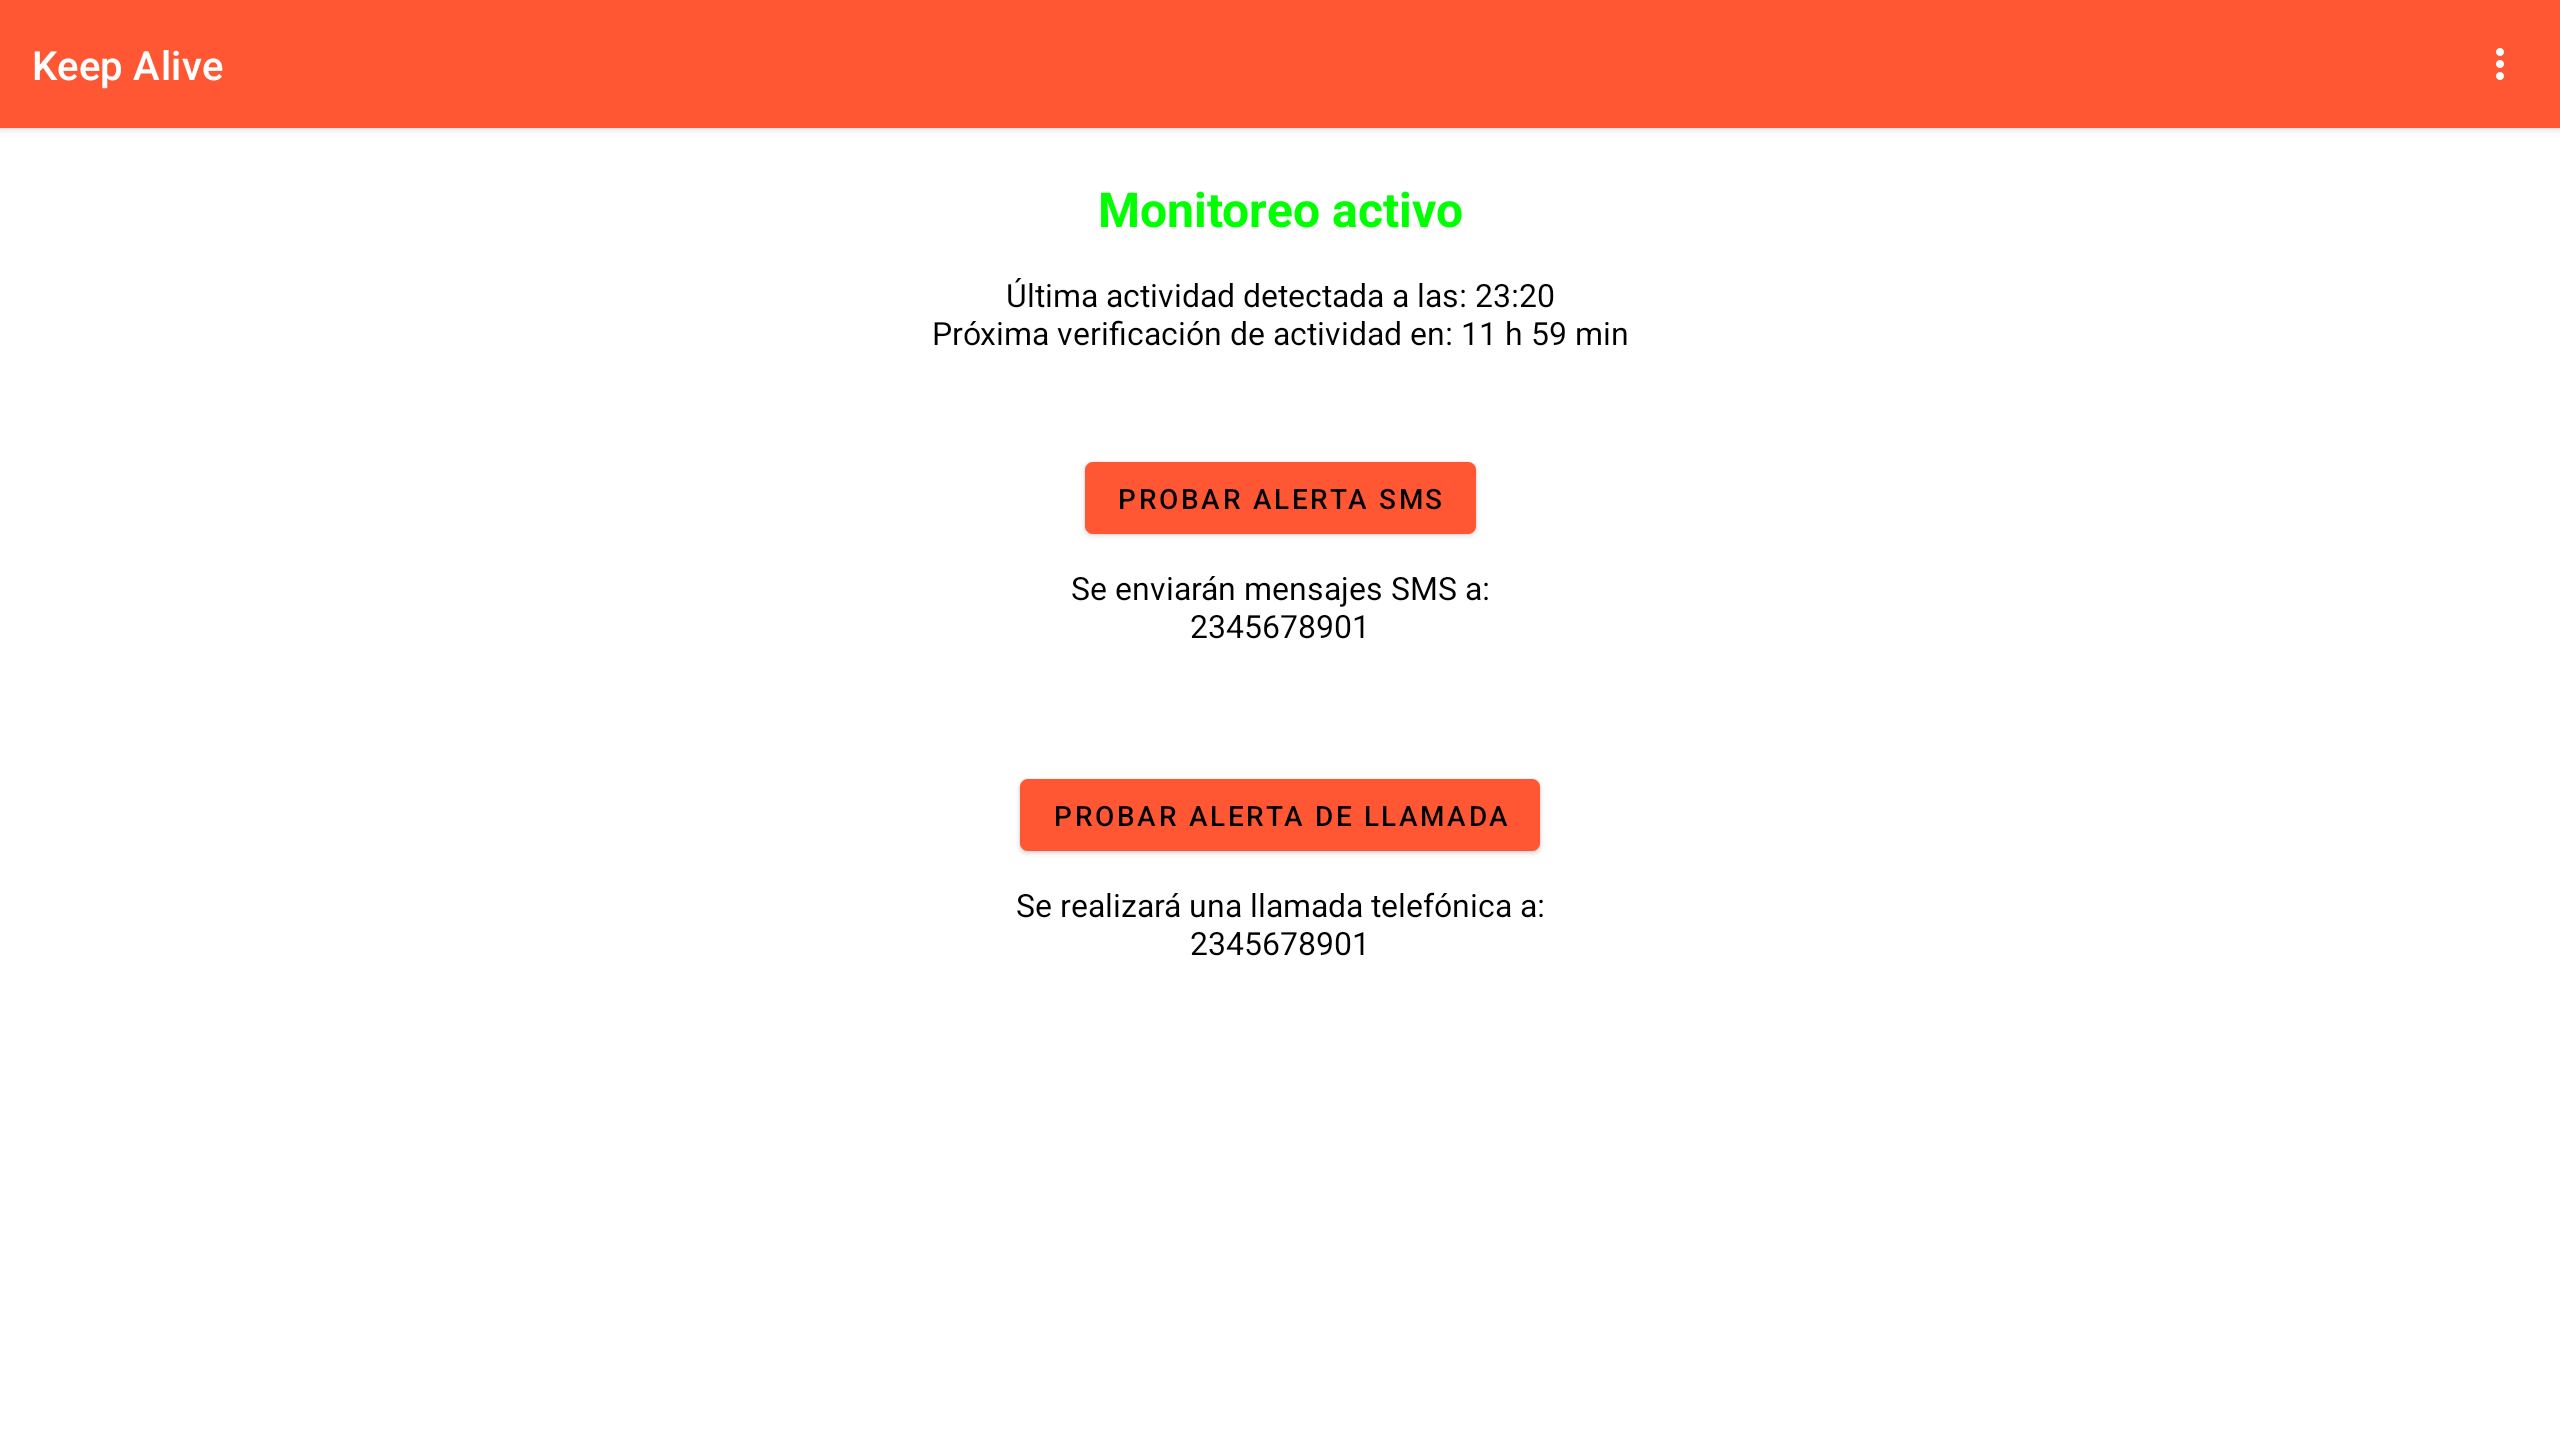 Keep Alive
Monitoreo activo
Última actividad detectada a las: 23:20
Próxima verificación de actividad en: 11 h 59 min
PROBAR ALERTA SMS
Se enviarán mensajes SMS a:
2345678901
PROBAR ALERTA DE LLAMADA
Se realizará una llamada telefónica a:
2345678901